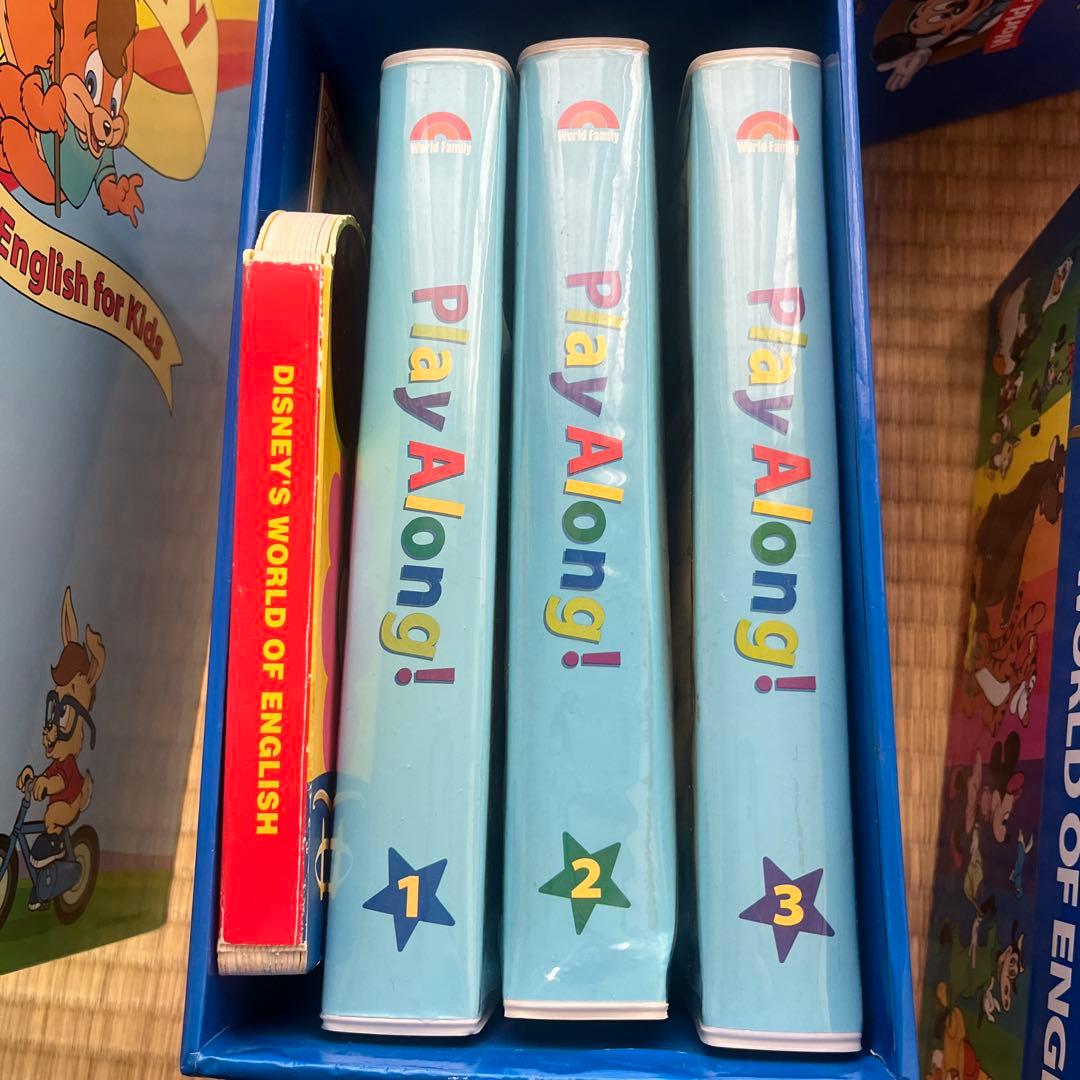 English for Kids
DISNEY'S WORLD OF ENGLISH
World Family
Play Along!
1
World Family
Play Along!
2
World Family
Play Along!
3
WORLD OF ENG